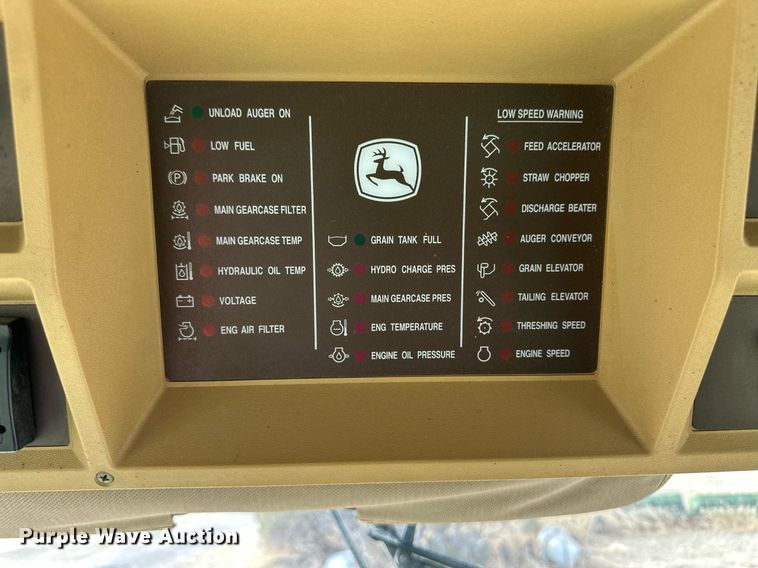 UNLOAD AUGER ON
LOW FUEL
PARK BRAKE ON
MAIN GEARCASE FILTER
MAIN GEARCASE TEMP
HYDRAULIC OIL TEMP
VOLTAGE
ENG AIR FILTER
GRAIN TANK FULL
HYDRO CHARGE PRES
MAIN GEARCASE PRES
ENG TEMPERATURE
ENGINE OIL PRESSURE
LOW SPEED WARNING
FEED ACCELERATOR
STRAW CHOPPER
DISCHARGE BEATER
AUGER CONVEYOR
GRAIN ELEVATOR
TAILING ELEVATOR
THRESHING SPEED
ENGINE SPEED
Purple Wave Auction